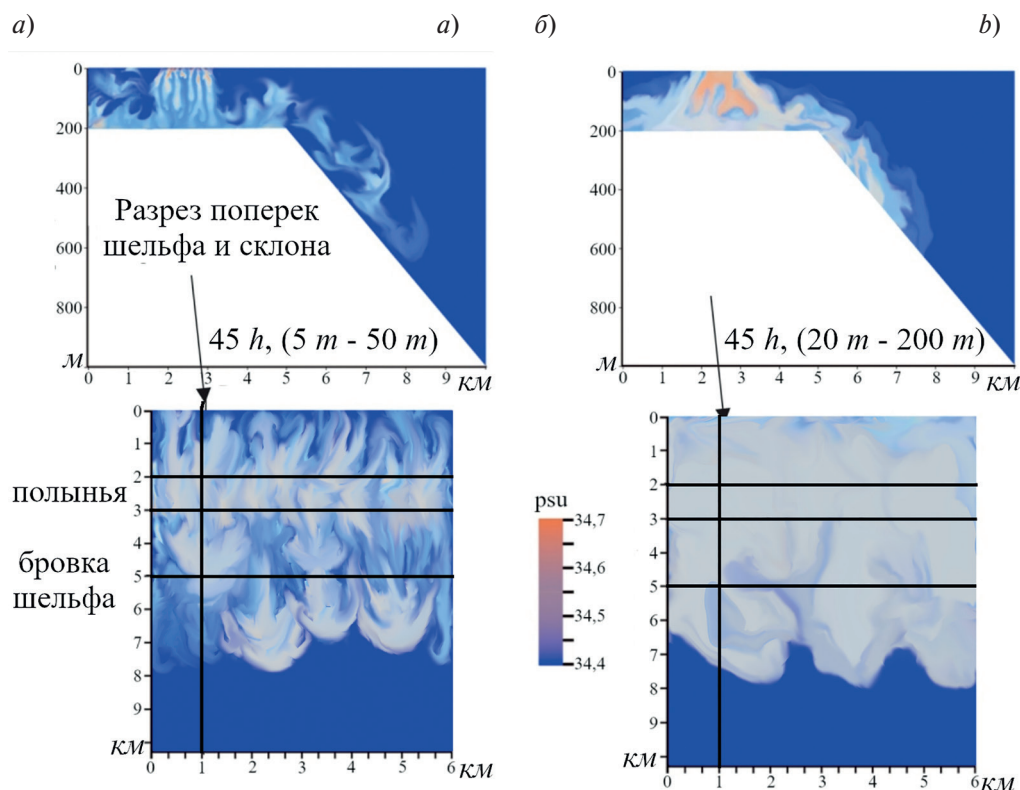 а) a) б) b)
0 0
200 200
400 400
600 600
800 800
м м
0 1 2 3 4 5 6 7 8 9 км 0 1 2 3 4 5 6 7 8 9 км
Разрез поперек
шельфа и склона
45 h, (5 m - 50 m) 45 h, (20 m - 200 m)
0 0
1 1
2 2
полынья
3 3
4 4
бровка
шельфа
5 5
6 6
7 7
8 8
9 9
км км
0 1 2 3 4 5 6 км 0 1 2 3 4 5 6 км
psu
34,7
34,6
34,5
34,4